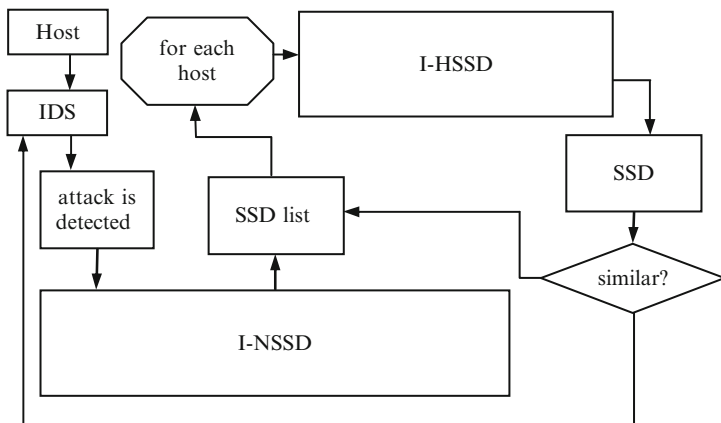 Host
IDS
attack is
detected
I-NSSD
SSD list
for each
host
I-HSSD
SSD
similar?